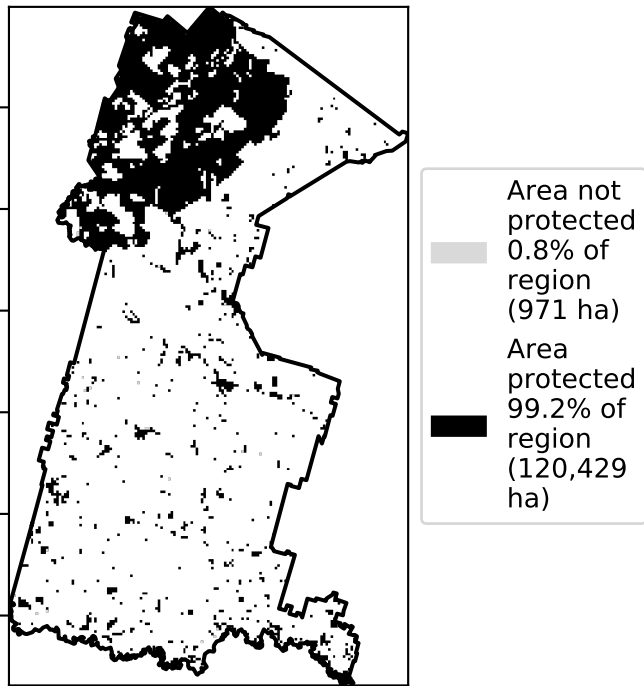 Area not
protected
0.8% of
region
(971 ha)
Area
protected
99.2% of
region
(120,429
ha)